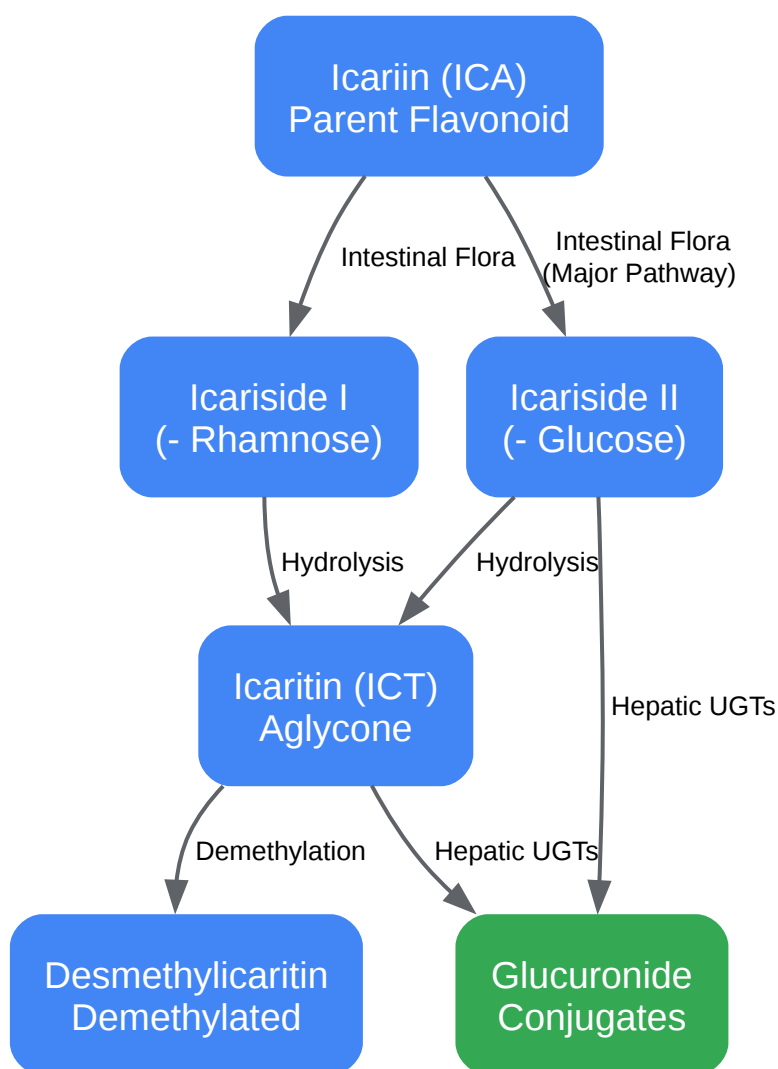 Icariin (ICA)
Parent Flavonoid
Intestinal Flora
Intestinal Flora
(Major Pathway)
Icariside I
(- Rhamnose)
Icariside II
(- Glucose)
Hydrolysis
Hydrolysis
Icaritin (ICT)
Aglycone
Hepatic UGTs
Demethylation
Hepatic UGTs
Desmethylicaritin
Demethylated
Glucuronide
Conjugates